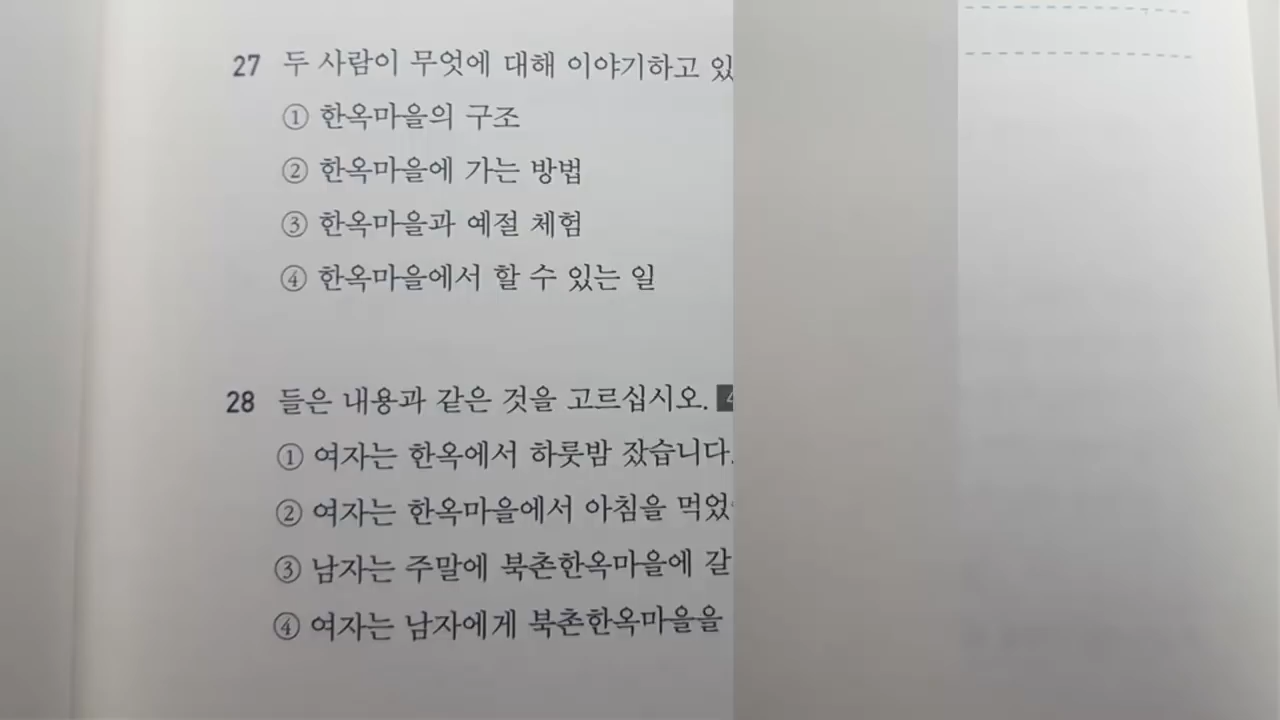 27 두 사람이 무엇에 대해 이야기하고
① 한옥마을의 구조
② 한옥마을에 가는 방법
③ 한옥마을과 예절 체험
④ 한옥마을에서 할 수 있는 일
28 들은 내용과 같은 것을 고르십시오.
① 여자는 한옥에서 하룻밤 잤습니다.
② 여자는 한옥마을에서 아침을 먹었
③ 남자는 주말에 북촌한옥마을에 갈
④ 여자는 남자에게 북촌한옥마을을